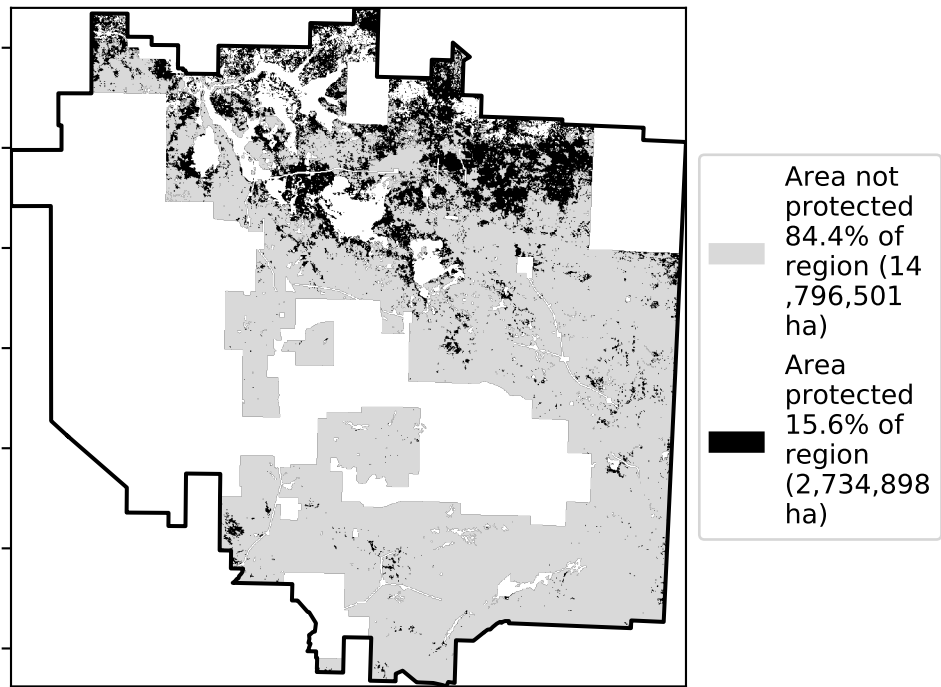 Area not
protected
84.4% of
region (14
,796,501
ha)
Area
protected
15.6% of
region
(2,734,898
ha)